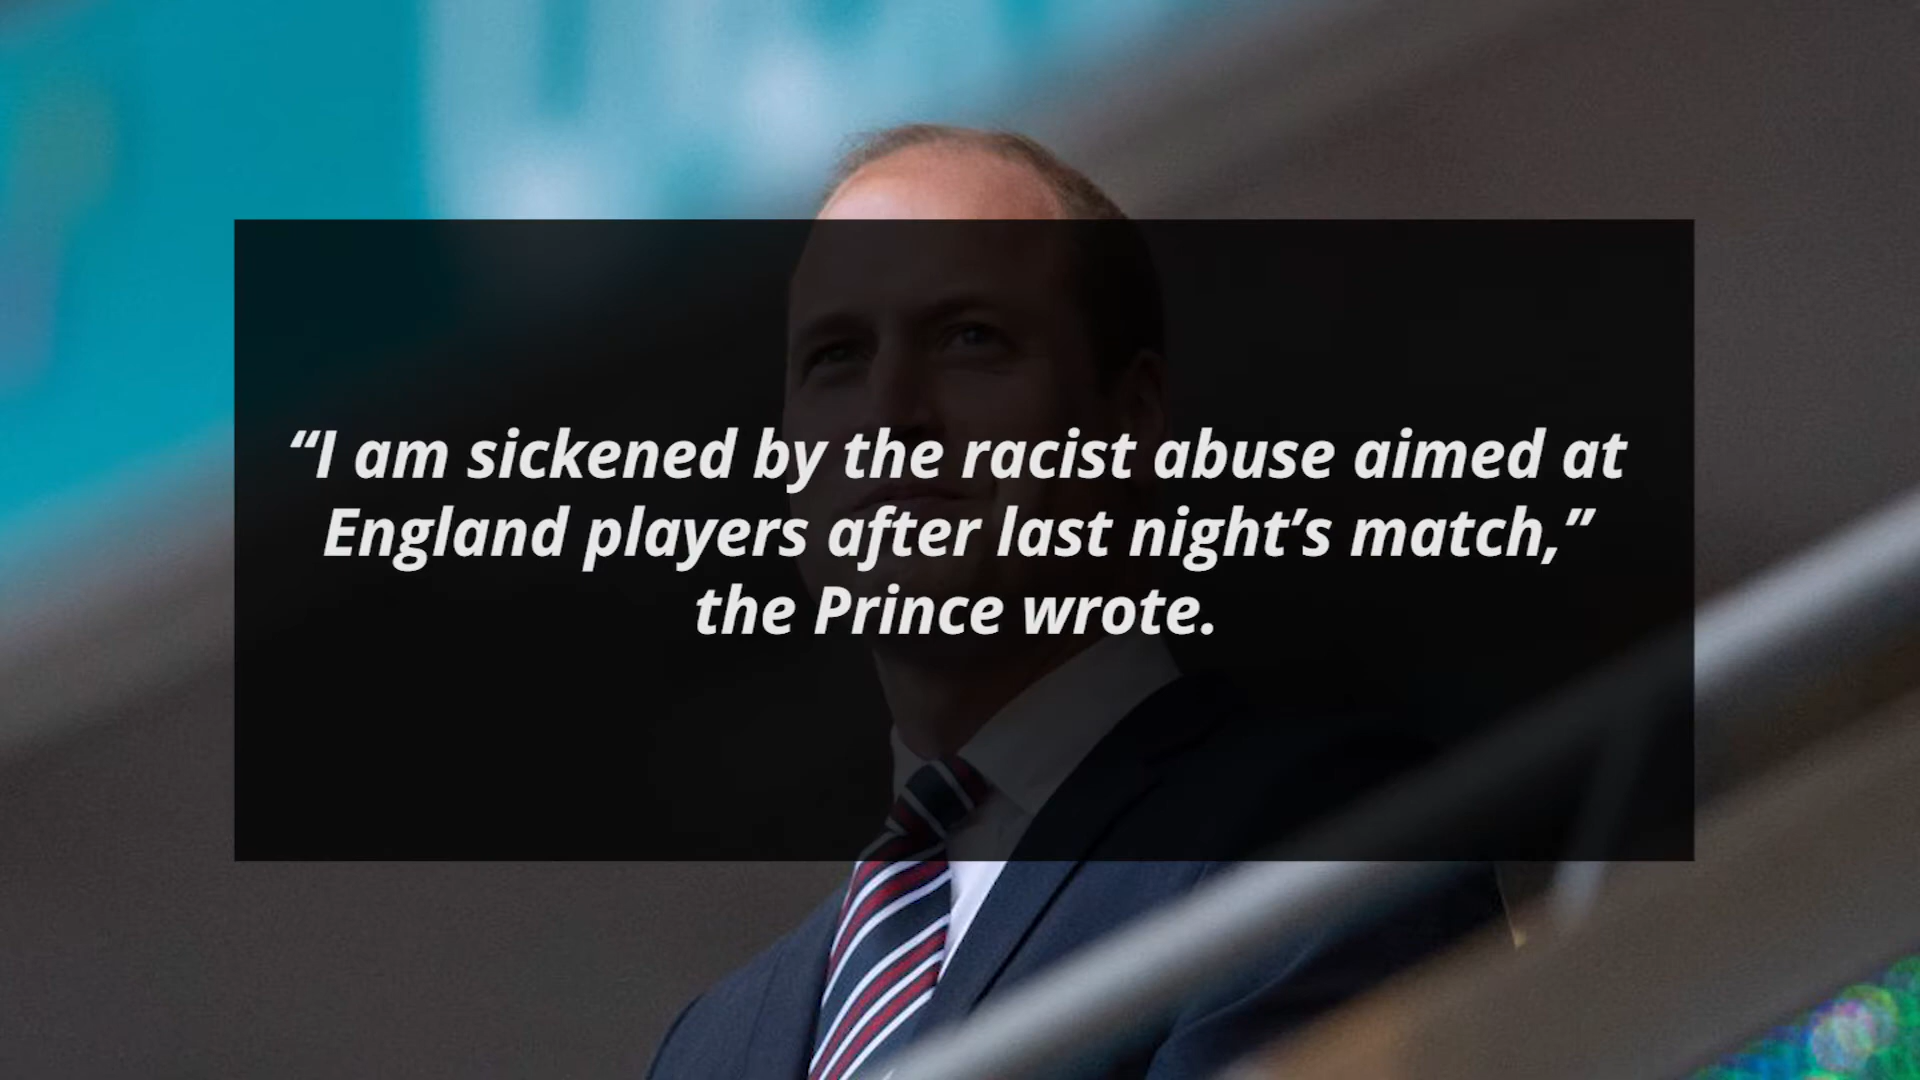 “I am sickened by the racist abuse aimed at
England players after last night’s match,”
the Prince wrote.